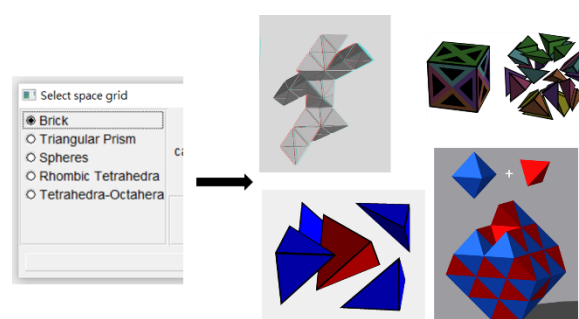 Select space grid
Brick
Triangular Prism
Spheres
Rhombic Tetrahedra
Tetrahedra-Octahera
+